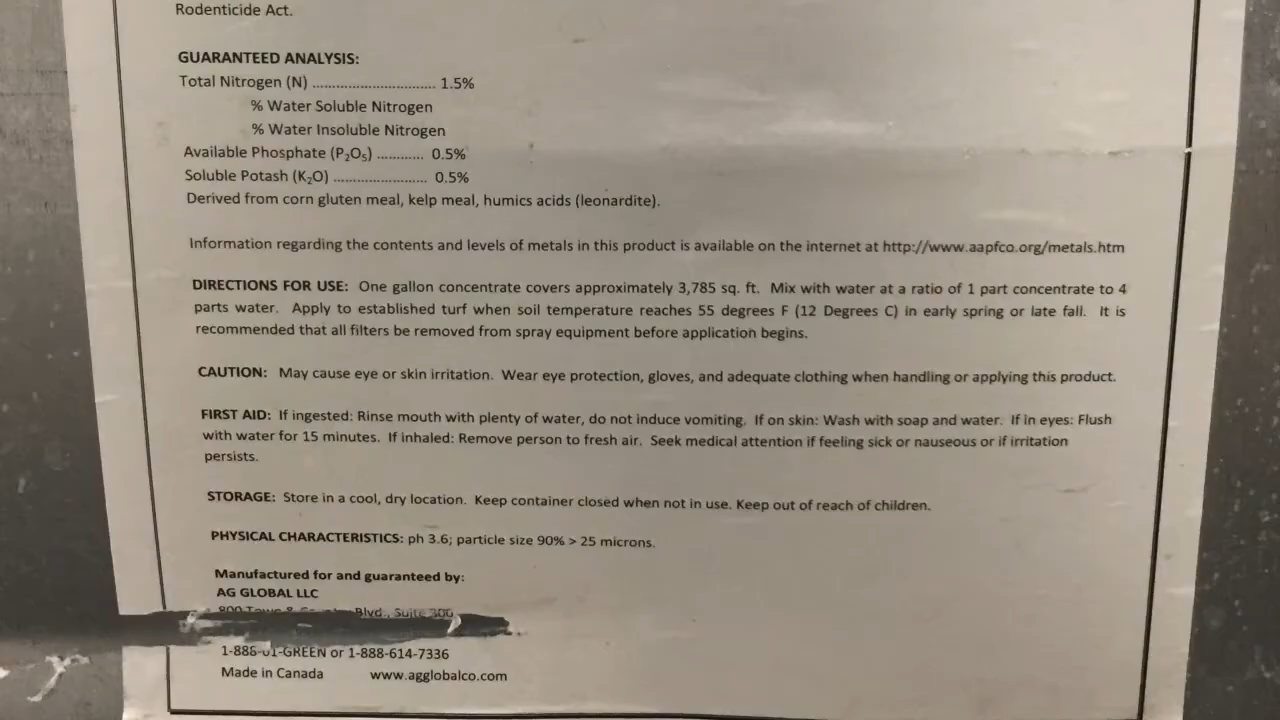 Rodenticide Act.
GUARANTEED ANALYSIS:
Total Nitrogen (N) ............................... 1.5%
% Water Soluble Nitrogen
% Water Insoluble Nitrogen
Available Phosphate (P₂O₅) ............ 0.5%
Soluble Potash (K₂O) ........................ 0.5%
Derived from corn gluten meal, kelp meal, humics acids (leonardite).
Information regarding the contents and levels of metals in this product is available on the internet at http://www.aapfco.org/metals.htm
DIRECTIONS FOR USE: One gallon concentrate covers approximately 3,785 sq. ft. Mix with water at a ratio of 1 part concentrate to 4
parts water. Apply to established turf when soil temperature reaches 55 degrees F (12 Degrees C) in early spring or late fall. It is
recommended that all filters be removed from spray equipment before application begins.
CAUTION: May cause eye or skin irritation. Wear eye protection, gloves, and adequate clothing when handling or applying this product.
FIRST AID: If ingested: Rinse mouth with plenty of water, do not induce vomiting. If on skin: Wash with soap and water. If in eyes: Flush
with water for 15 minutes. If inhaled: Remove person to fresh air. Seek medical attention if feeling sick or nauseous or if irritation
persists.
STORAGE: Store in a cool, dry location. Keep container closed when not in use. Keep out of reach of children.
PHYSICAL CHARACTERISTICS: ph 3.6; particle size 90% > 25 microns.
Manufactured for and guaranteed by:
AG GLOBAL LLC
Blvd., Suite 300
GREEN or 1-888-614-7336
Made in Canada www.agglobalco.com